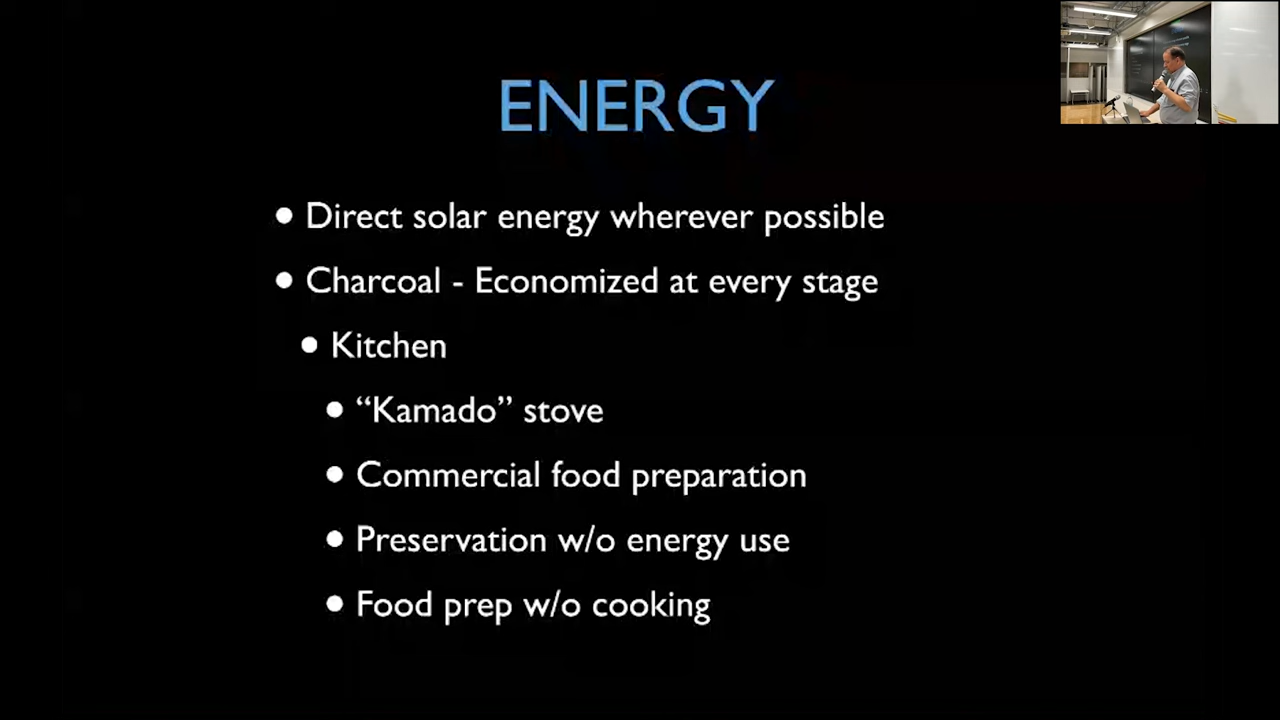 ENERGY
• Direct solar energy wherever possible
• Charcoal - Economized at every stage
• Kitchen
• “Kamado” stove
• Commercial food preparation
• Preservation w/o energy use
• Food prep w/o cooking